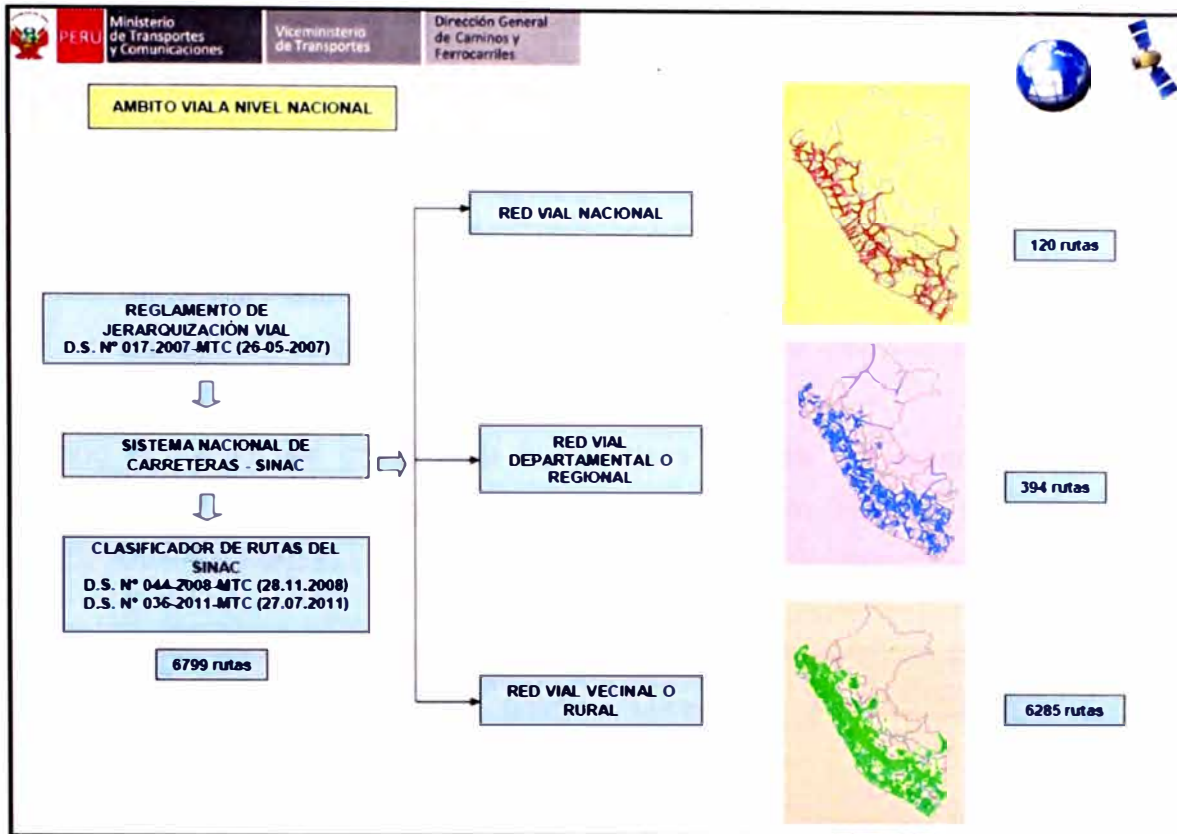 PERU
Ministerio
de Transportes
y Comunicaciones
Viceministerio
de Transportes
Dirección General
de Caminos y
Ferrocarriles
AMBITO VIAL A NIVEL NACIONAL
RED VIAL NACIONAL
120 rutas
REGLAMENTO DE
JERARQUIZACIÓN VIAL
D.S. N° 017-2007-MTC (26-05-2007)
SISTEMA NACIONAL DE
CARRETERAS - SINAC
RED VIAL
DEPARTAMENTAL O
REGIONAL
394 rutas
CLASIFICADOR DE RUTAS DEL
SINAC
D.S. N° 044-2008-MTC (28.11.2008)
D.S. N° 036-2011-MTC (27.07.2011)
6799 rutas
RED VIAL VECINAL O
RURAL
6285 rutas